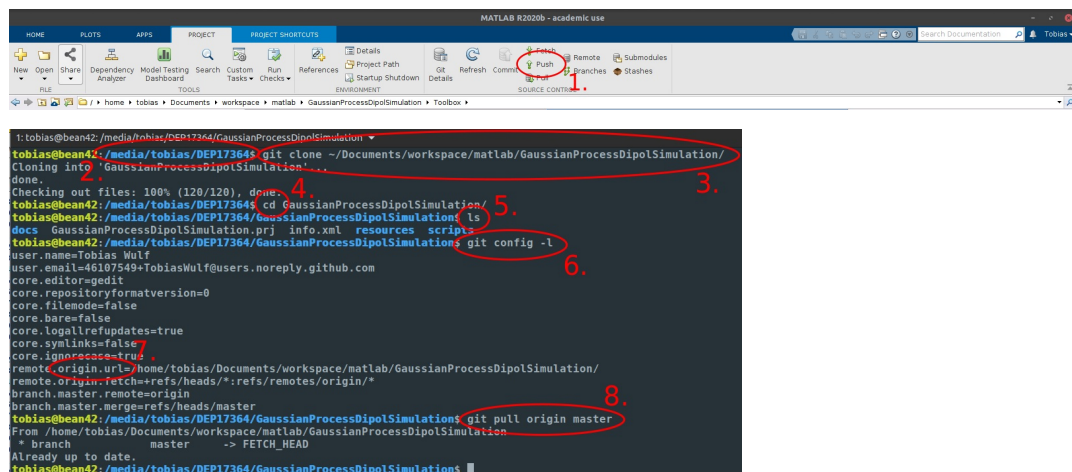 MATLAB R2020b - academic use
HOME PLOTS APPS PROJECT PROJECT SHORTCUTS
Search Documentation
Tobias
New Open Share Dependency Analyzer Model Testing Dashboard Search Custom Tasks Run Checks References Details Project Path Startup Shutdown Git Details Refresh Commit Fetch Push Pull Remote Branches Submodules Stashes
1.
FILE TOOLS ENVIRONMENT SOURCE CONTROL
/ home tobias Documents workspace matlab GaussianProcessDipolSimulation Toolbox
1: tobias@bean42: /media/tobias/DEP17364/GaussianProcessDipolSimulation
tobias@bean42:/media/tobias/DEP17364$ git clone ~/Documents/workspace/matlab/GaussianProcessDipolSimulation/
2.
3.
Cloning into 'GaussianProcessDipolSimulation'...
done.
Checking out files: 100% (120/120), done.
4.
tobias@bean42:/media/tobias/DEP17364$ cd GaussianProcessDipolSimulation/
tobias@bean42:/media/tobias/DEP17364/GaussianProcessDipolSimulation$ ls
5.
docs GaussianProcessDipolSimulation.prj info.xml resources scripts
tobias@bean42:/media/tobias/DEP17364/GaussianProcessDipolSimulation$ git config -l
6.
user.name=Tobias Wulf
user.email=46107549+TobiasWulf@users.noreply.github.com
core.editor=gedit
core.repositoryformatversion=0
core.filemode=false
core.bare=false
core.logallrefupdates=true
core.symlinks=false
core.ignorecase=true
7.
remote.origin.url=/home/tobias/Documents/workspace/matlab/GaussianProcessDipolSimulation/
remote.origin.fetch=+refs/heads/*:refs/remotes/origin/*
branch.master.remote=origin
branch.master.merge=refs/heads/master
8.
tobias@bean42:/media/tobias/DEP17364/GaussianProcessDipolSimulation$ git pull origin master
From /home/tobias/Documents/workspace/matlab/GaussianProcessDipolSimulation
* branch master -> FETCH_HEAD
Already up to date.
tobias@bean42:/media/tobias/DEP17364/GaussianProcessDipolSimulation$